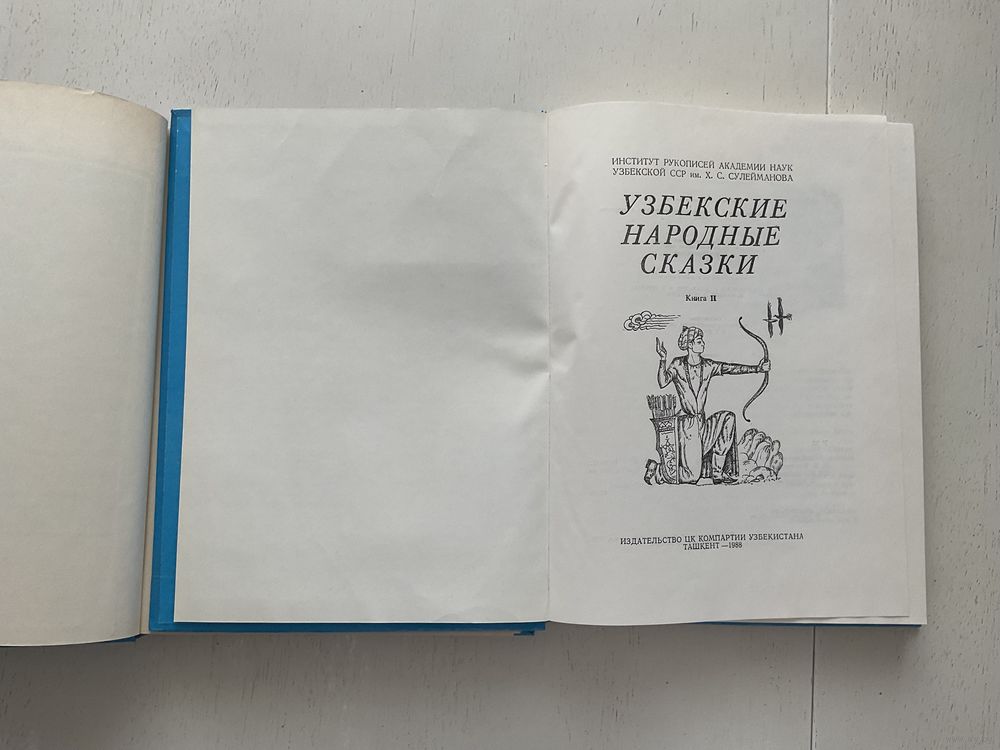 ИНСТИТУТ РУКОПИСЕЙ АКАДЕМИИ НАУК
УЗБЕКСКОЙ ССР им. Х. С. СУЛЕЙМАНОВА
УЗБЕКСКИЕ
НАРОДНЫЕ
СКАЗКИ
Книга II
ИЗДАТЕЛЬСТВО ЦК КОМПАРТИИ УЗБЕКИСТАНА
ТАШКЕНТ—1988